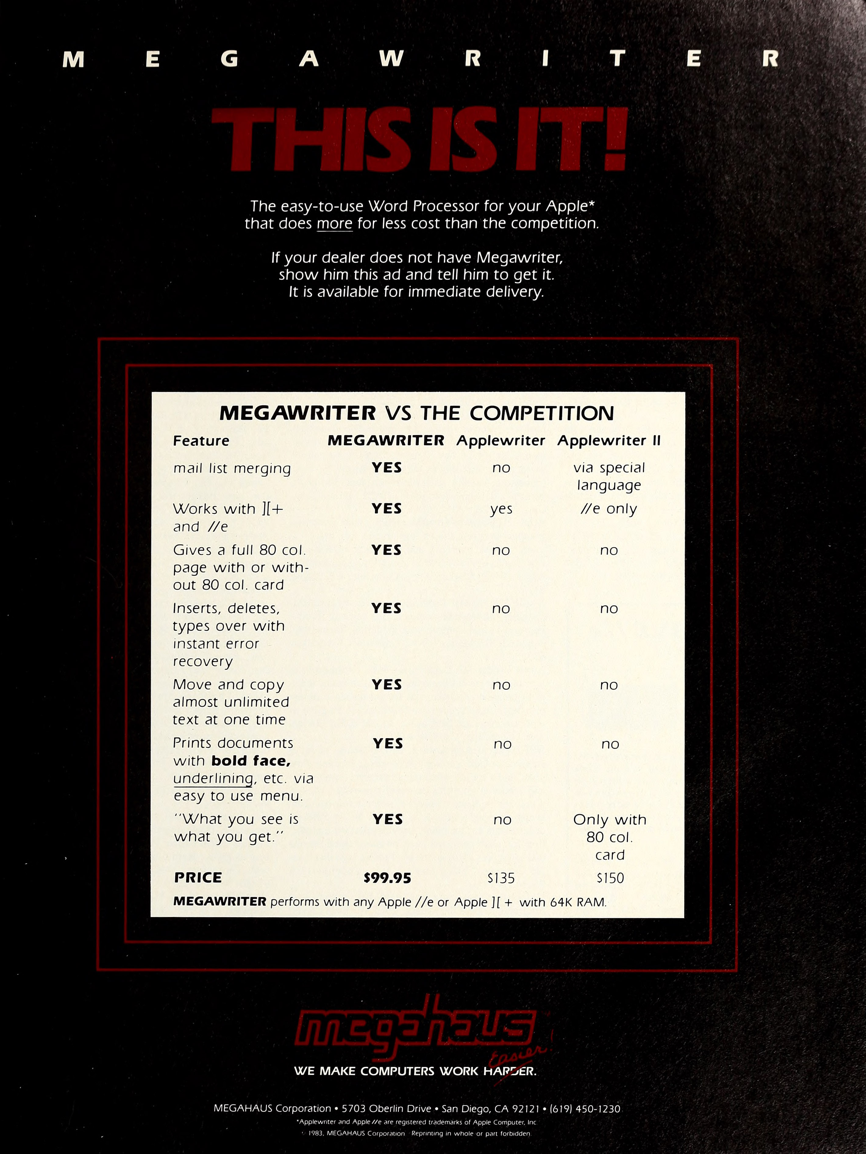 MEGAWRITER
THIS IS IT!
The easy-to-use Word Processor for your Apple*
that does more for less cost than the competition.
If your dealer does not have Megawriter,
show him this ad and tell him to get it.
It is available for immediate delivery.
MEGAWRITER VS THE COMPETITION
Feature MEGAWRITER Applewriter Applewriter II
mail list merging YES no via special
language
Works with ][+ YES yes //e only
and //e
Gives a full 80 col. YES no no
page with or with-
out 80 col. card
Inserts, deletes, YES no no
types over with
instant error
recovery
Move and copy YES no no
almost unlimited
text at one time
Prints documents YES no no
with bold face,
underlining, etc. via
easy to use menu.
"What you see is YES no Only with
what you get." 80 col.
card
PRICE $99.95 $135 $150
MEGAWRITER performs with any Apple //e or Apple ][ + with 64K RAM.
megahaus
easier!
WE MAKE COMPUTERS WORK HARDER.
MEGAHAUS Corporation • 5703 Oberlin Drive • San Diego, CA 92121 • (619) 450-1230
*Applewriter and Apple //e are registered trademarks of Apple Computer, Inc
© 1983, MEGAHAUS Corporation Reprinting in whole or part forbidden